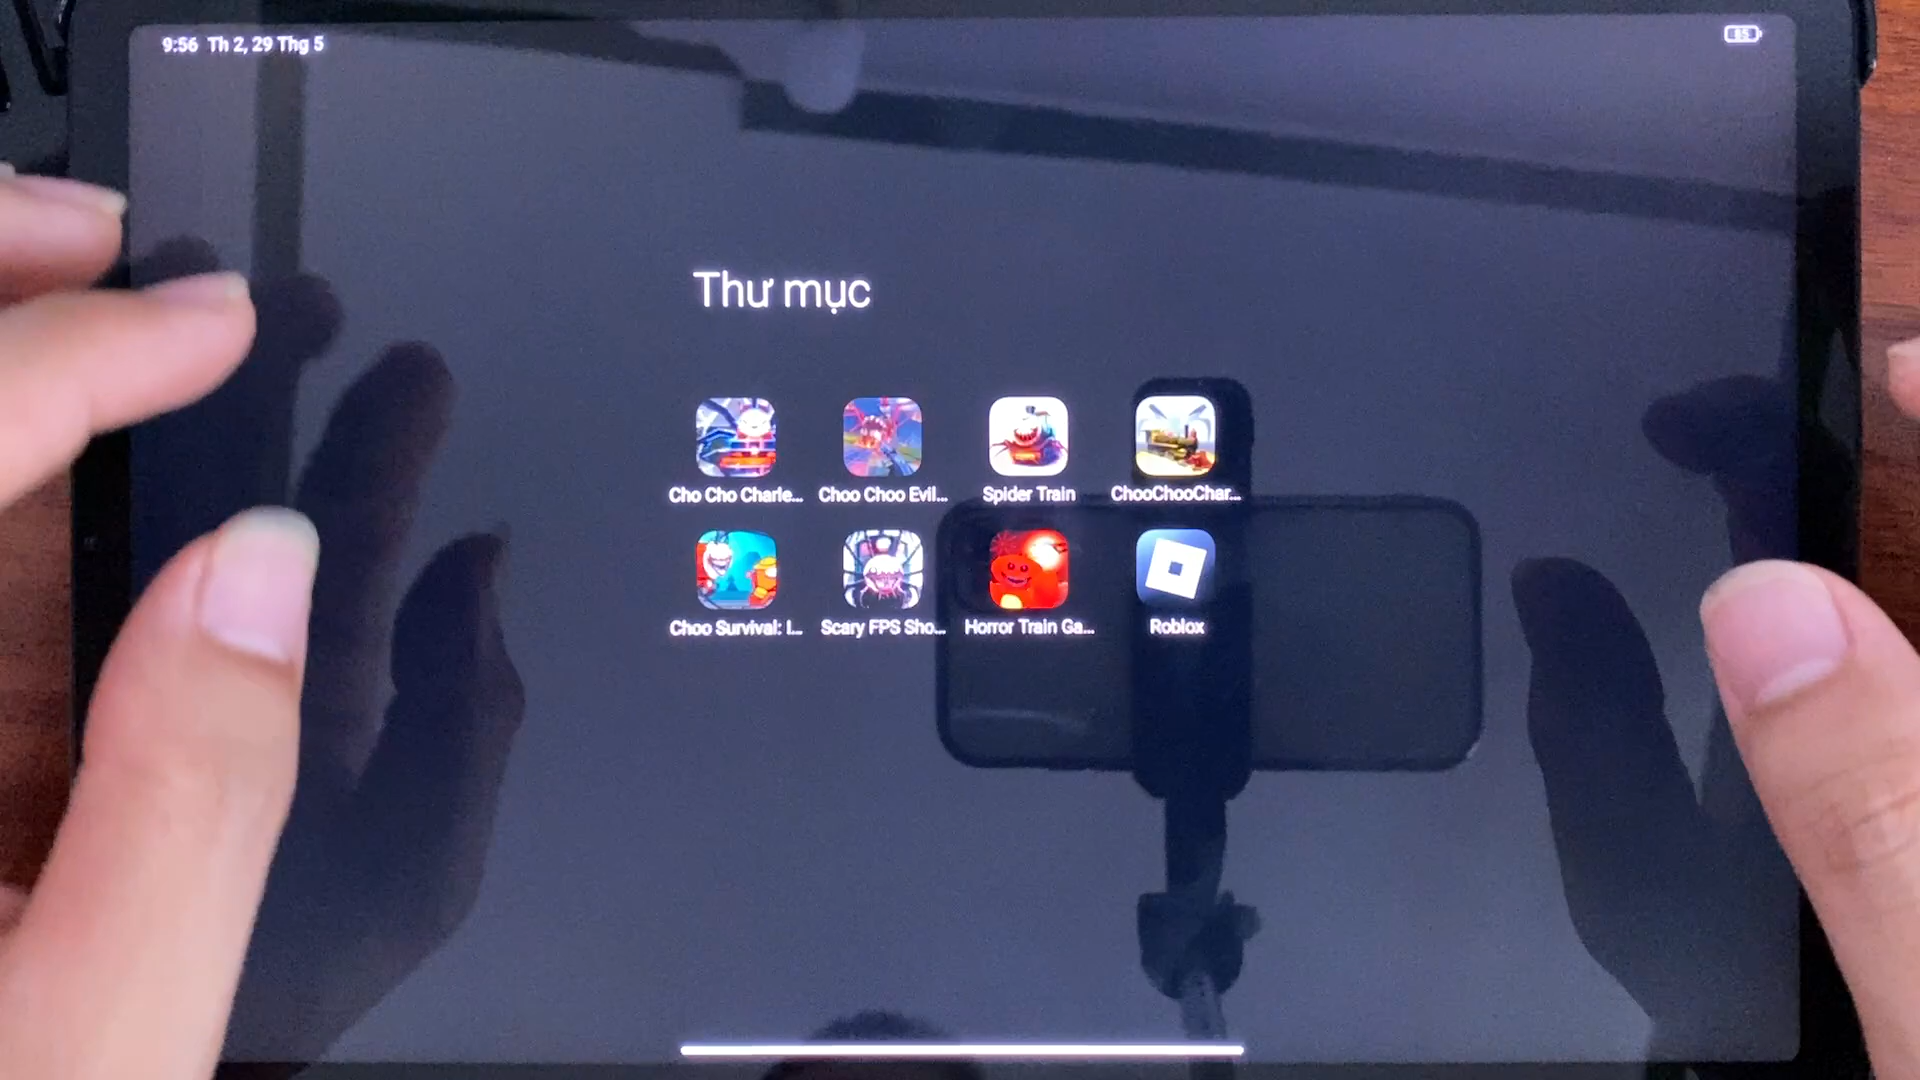 9:56 Th 2, 29 Thg 5
85
Thư mục
Cho Cho Charle...
Choo Choo Evil...
Spider Train
ChooChooChar...
Choo Survival: I...
Scary FPS Sho...
Horror Train Ga...
Roblox